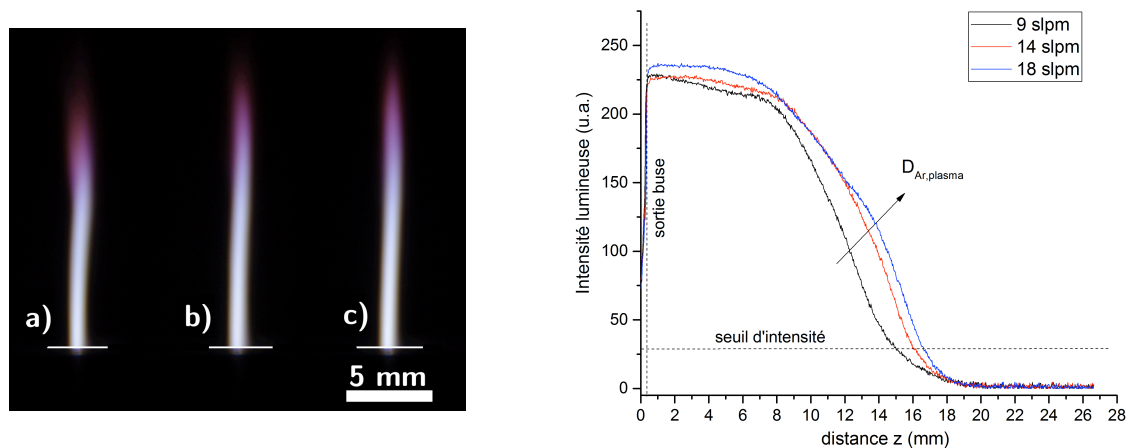 a)
b)
c)
5 mm
9 slpm
14 slpm
18 slpm
Intensité lumineuse (u.a.)
250
200
150
100
50
0
sortie buse
D_Ar,plasma
seuil d'intensité
0 2 4 6 8 10 12 14 16 18 20 22 24 26 28
distance z (mm)